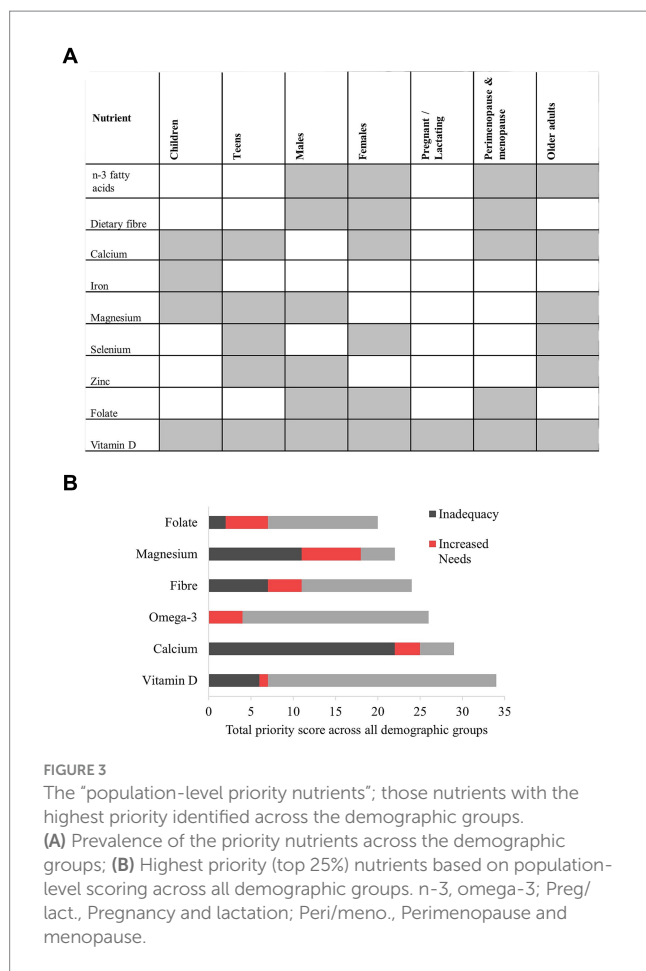 A
Nutrient
Children
Teens
Males
Females
Pregnant /
Lactating
Perimenopause &
menopause
Older adults
n-3 fatty
acids
Dietary fibre
Calcium
Iron
Magnesium
Selenium
Zinc
Folate
Vitamin D
B
Inadequacy
Increased
Needs
Folate
Magnesium
Fibre
Omega-3
Calcium
Vitamin D
0 5 10 15 20 25 30 35
Total priority score across all demographic groups
FIGURE 3
The “population-level priority nutrients”; those nutrients with the
highest priority identified across the demographic groups.
(A) Prevalence of the priority nutrients across the demographic
groups; (B) Highest priority (top 25%) nutrients based on population-
level scoring across all demographic groups. n-3, omega-3; Preg/
lact., Pregnancy and lactation; Peri/meno., Perimenopause and
menopause.